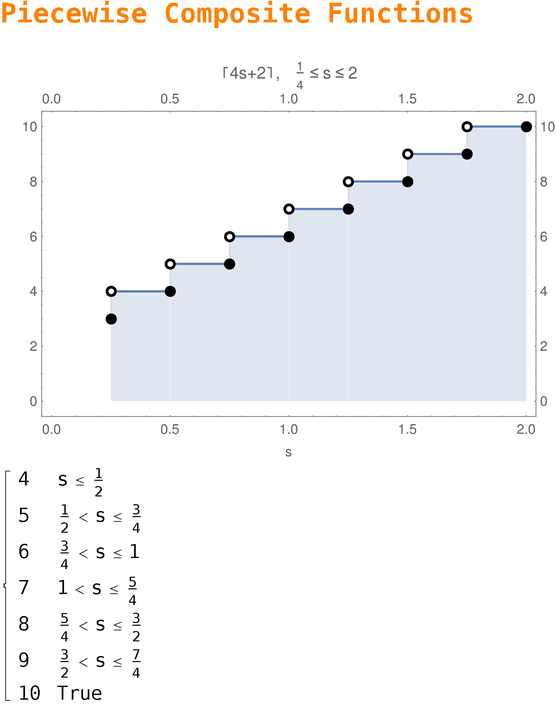 Piecewise Composite Functions
⌈4s+2⌉, 1/4 ≤ s ≤ 2
0.0 0.5 1.0 1.5 2.0
10 10
8 8
6 6
4 4
2 2
0 0
0.0 0.5 1.0 1.5 2.0
s
4 s ≤ 1/2
5 1/2 < s ≤ 3/4
6 3/4 < s ≤ 1
7 1 < s ≤ 5/4
8 5/4 < s ≤ 3/2
9 3/2 < s ≤ 7/4
10 True